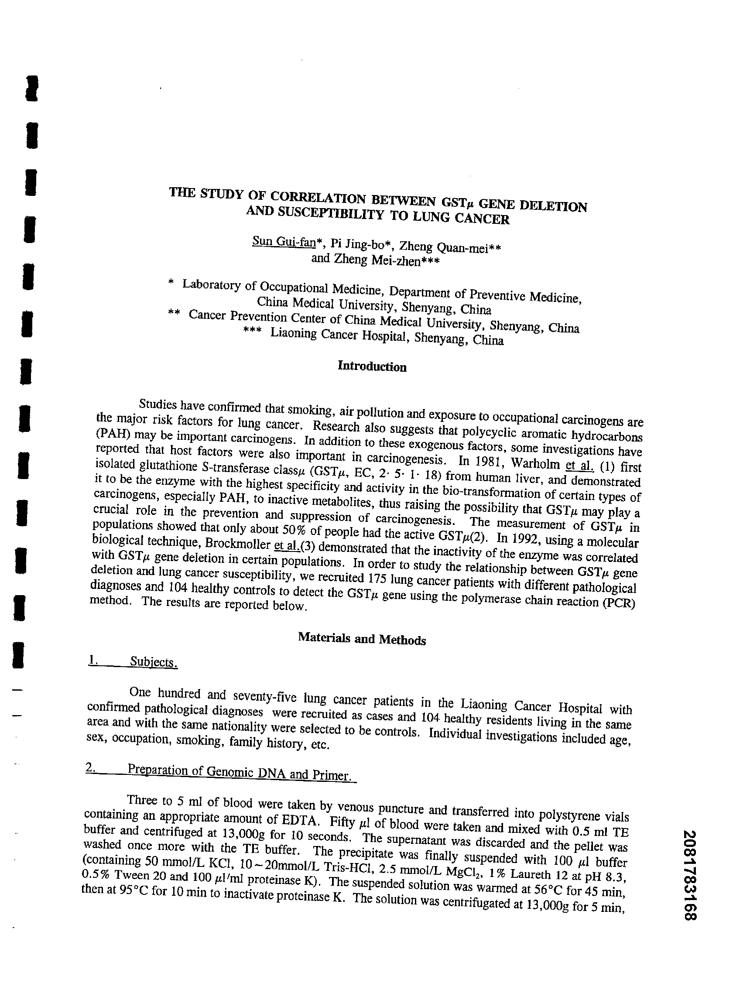 THE STUDY OF CORRELATION BETWEEN GSTμ GENE DELETION
AND SUSCEPTIBILITY TO LUNG CANCER
Sun Gui-fan*, Pi Jing-bo*, Zheng Quan-mei**
and Zheng Mei-zhen***
* Laboratory of Occupational Medicine, Department of Preventive Medicine,
China Medical University, Shenyang, China
** Cancer Prevention Center of China Medical University, Shenyang, China
*** Liaoning Cancer Hospital, Shenyang, China
Introduction
Studies have confirmed that smoking, air pollution and exposure to occupational carcinogens are
the major risk factors for lung cancer. Research also suggests that polycyclic aromatic hydrocarbons
(PAH) may be important carcinogens. In addition to these exogenous factors, some investigations have
reported that host factors were also important in carcinogenesis. In 1981, Warholm et al. (1) first
isolated glutathione S-transferase classμ (GSTμ, EC, 2· 5· 1· 18) from human liver, and demonstrated
it to be the enzyme with the highest specificity and activity in the bio-transformation of certain types of
carcinogens, especially PAH, to inactive metabolites, thus raising the possibility that GSTμ may play a
crucial role in the prevention and suppression of carcinogenesis. The measurement of GSTμ in
populations showed that only about 50% of people had the active GSTμ(2). In 1992, using a molecular
biological technique, Brockmoller et al.(3) demonstrated that the inactivity of the enzyme was correlated
with GSTμ gene deletion in certain populations. In order to study the relationship between GSTμ gene
deletion and lung cancer susceptibility, we recruited 175 lung cancer patients with different pathological
diagnoses and 104 healthy controls to detect the GSTμ gene using the polymerase chain reaction (PCR)
method. The results are reported below.
Materials and Methods
1. Subjects.
One hundred and seventy-five lung cancer patients in the Liaoning Cancer Hospital with
confirmed pathological diagnoses were recruited as cases and 104 healthy residents living in the same
area and with the same nationality were selected to be controls. Individual investigations included age,
sex, occupation, smoking, family history, etc.
2. Preparation of Genomic DNA and Primer.
Three to 5 ml of blood were taken by venous puncture and transferred into polystyrene vials
containing an appropriate amount of EDTA. Fifty μl of blood were taken and mixed with 0.5 ml TE
buffer and centrifuged at 13,000g for 10 seconds. The supernatant was discarded and the pellet was
washed once more with the TE buffer. The precipitate was finally suspended with 100 μl buffer
(containing 50 mmol/L KCl, 10~20mmol/L Tris-HCl, 2.5 mmol/L MgCl₂, 1% Laureth 12 at pH 8.3,
0.5% Tween 20 and 100 μl/ml proteinase K). The suspended solution was warmed at 56°C for 45 min,
then at 95°C for 10 min to inactivate proteinase K. The solution was centrifugated at 13,000g for 5 min,
2081783168